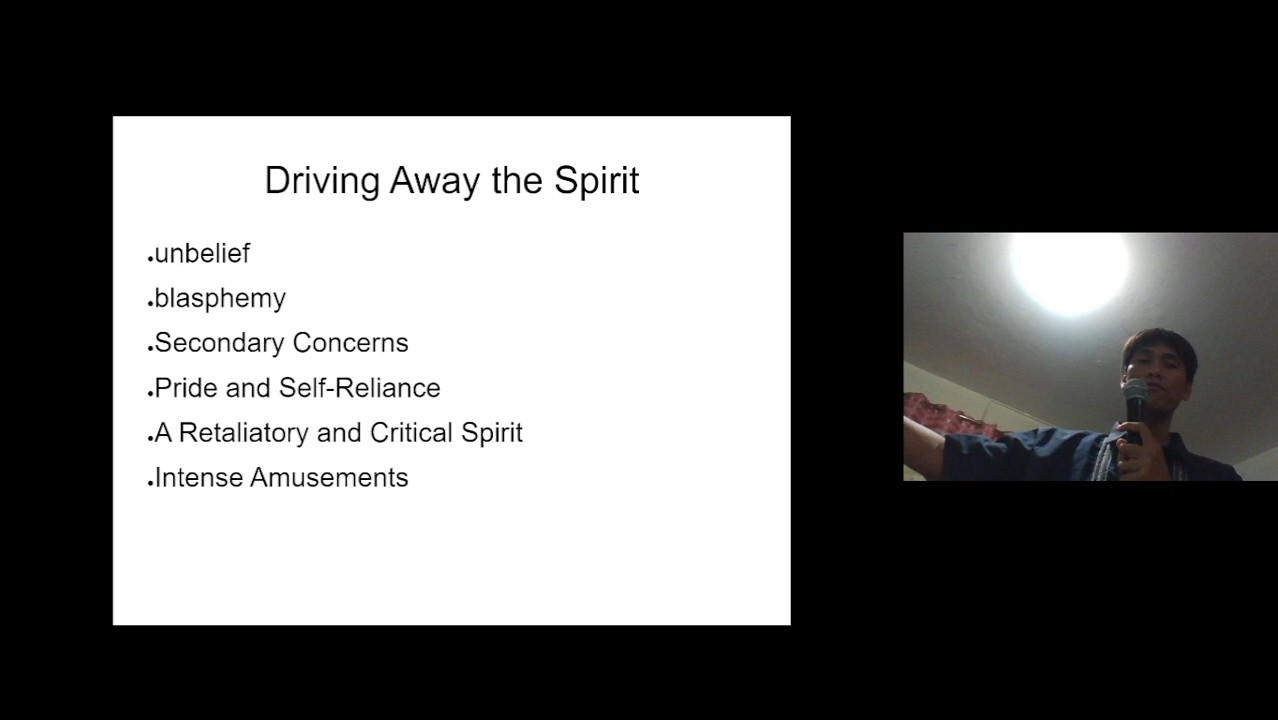 Driving Away the Spirit
●unbelief
●blasphemy
●Secondary Concerns
●Pride and Self-Reliance
●A Retaliatory and Critical Spirit
●Intense Amusements